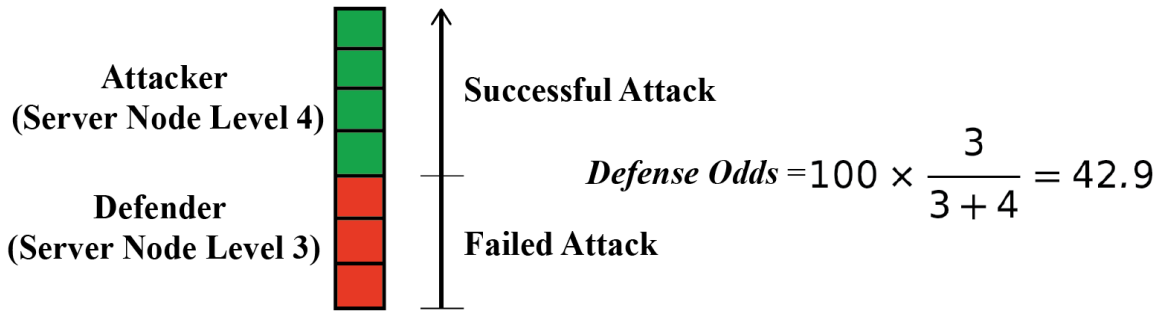 Attacker
(Server Node Level 4)
Successful Attack
Defense Odds = 100 × 3 / (3 + 4) = 42.9
Defender
(Server Node Level 3)
Failed Attack